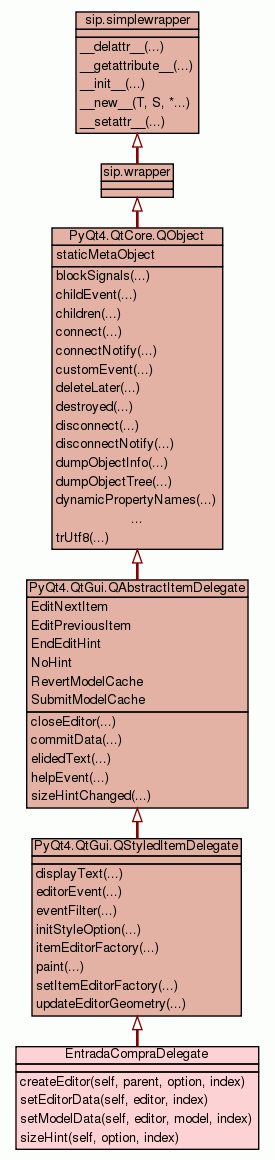 sip.simplewrapper
__delattr__(...)
__getattribute__(...)
__init__(...)
__new__(T, S, *...)
__setattr__(...)
sip.wrapper
PyQt4.QtCore.QObject
staticMetaObject
blockSignals(...)
childEvent(...)
children(...)
connect(...)
connectNotify(...)
customEvent(...)
deleteLater(...)
destroyed(...)
disconnect(...)
disconnectNotify(...)
dumpObjectInfo(...)
dumpObjectTree(...)
dynamicPropertyNames(...)
...
trUtf8(...)
PyQt4.QtGui.QAbstractItemDelegate
EditNextItem
EditPreviousItem
EndEditHint
NoHint
RevertModelCache
SubmitModelCache
closeEditor(...)
commitData(...)
elidedText(...)
helpEvent(...)
sizeHintChanged(...)
PyQt4.QtGui.QStyledItemDelegate
displayText(...)
editorEvent(...)
eventFilter(...)
initStyleOption(...)
itemEditorFactory(...)
paint(...)
setItemEditorFactory(...)
updateEditorGeometry(...)
EntradaCompraDelegate
createEditor(self, parent, option, index)
setEditorData(self, editor, index)
setModelData(self, editor, model, index)
sizeHint(self, option, index)